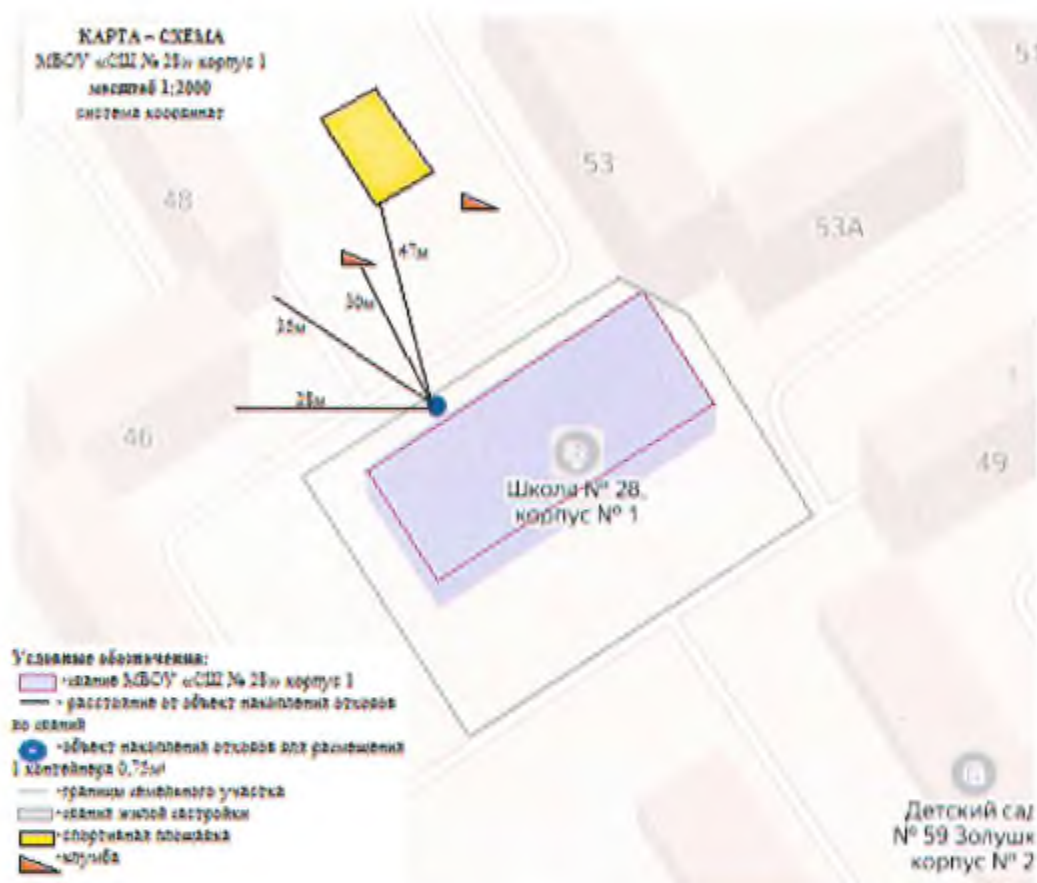 КАРТА – СХЕМА
МБОУ «СШ № 28» корпус 1
масштаб 1:2000
система координат
51
53
48
53А
47м
30м
35м
28м
46
1
49
Школа № 28,
корпус № 1
Условные обозначения:
-здание МБОУ «СШ № 28» корпус 1
- расстояние от объект накопления отходов
до зданий
-объект накопления отходов для размещения
1 контейнера 0,75м³
-границы земельного участка
-здания жилой застройки
-спортивная площадка
-клумба
Детский сад
№ 59 Золушк
корпус № 2